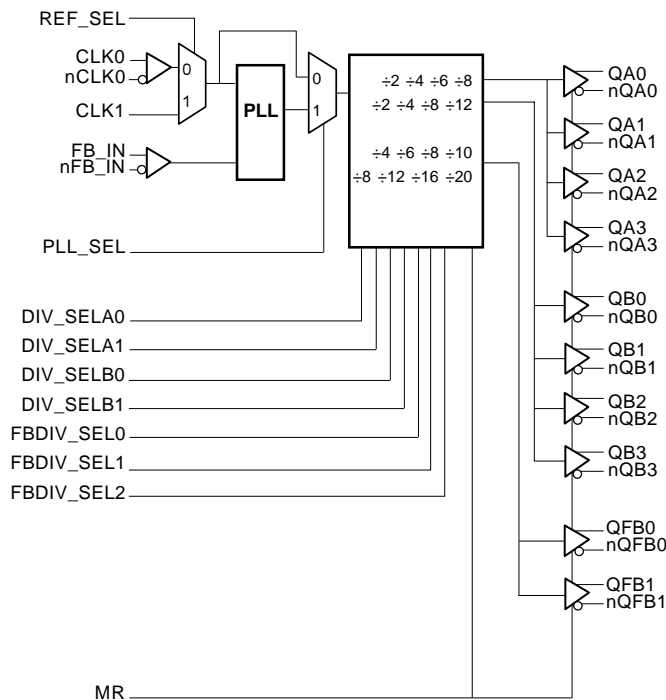 REF_SEL
CLK0
nCLK0
0
1
CLK1
PLL
0
1
FB_IN
nFB_IN
PLL_SEL
÷2 ÷4 ÷6 ÷8
÷2 ÷4 ÷8 ÷12
÷4 ÷6 ÷8 ÷10
÷8 ÷12 ÷16 ÷20
DIV_SELA0
DIV_SELA1
DIV_SELB0
DIV_SELB1
FBDIV_SEL0
FBDIV_SEL1
FBDIV_SEL2
MR
QA0
nQA0
QA1
nQA1
QA2
nQA2
QA3
nQA3
QB0
nQB0
QB1
nQB1
QB2
nQB2
QB3
nQB3
QFB0
nQFB0
QFB1
nQFB1